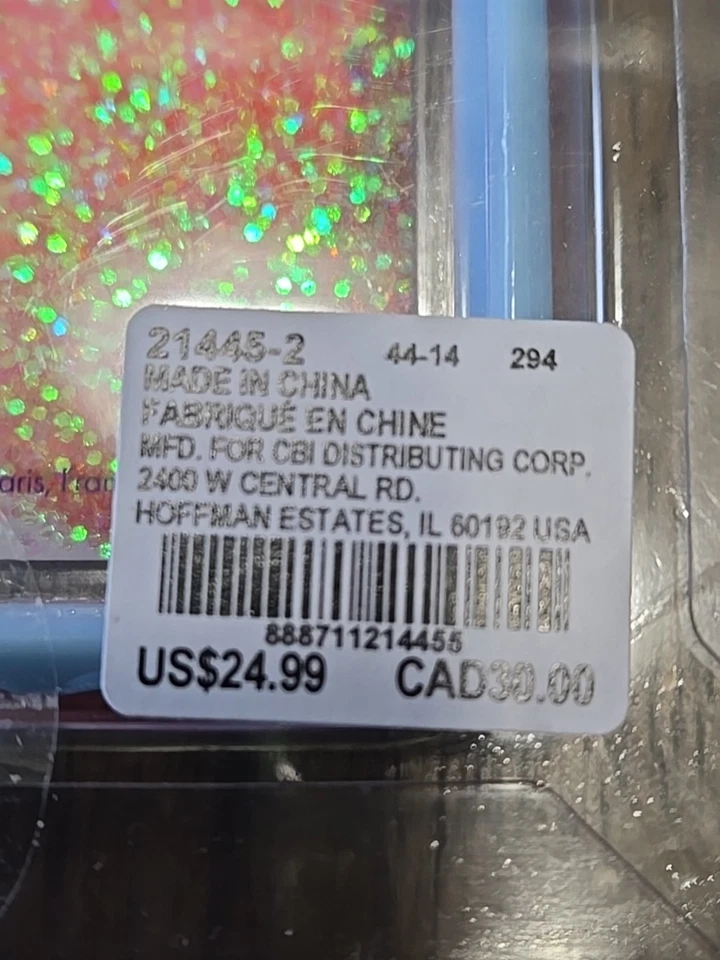 21445-2 44-14 294
MADE IN CHINA
FABRIQUÉ EN CHINE
MFD. FOR CBI DISTRIBUTING CORP.
2400 W CENTRAL RD.
HOFFMAN ESTATES, IL 60192 USA
888711214455
US$24.99 CAD30.00
aris,